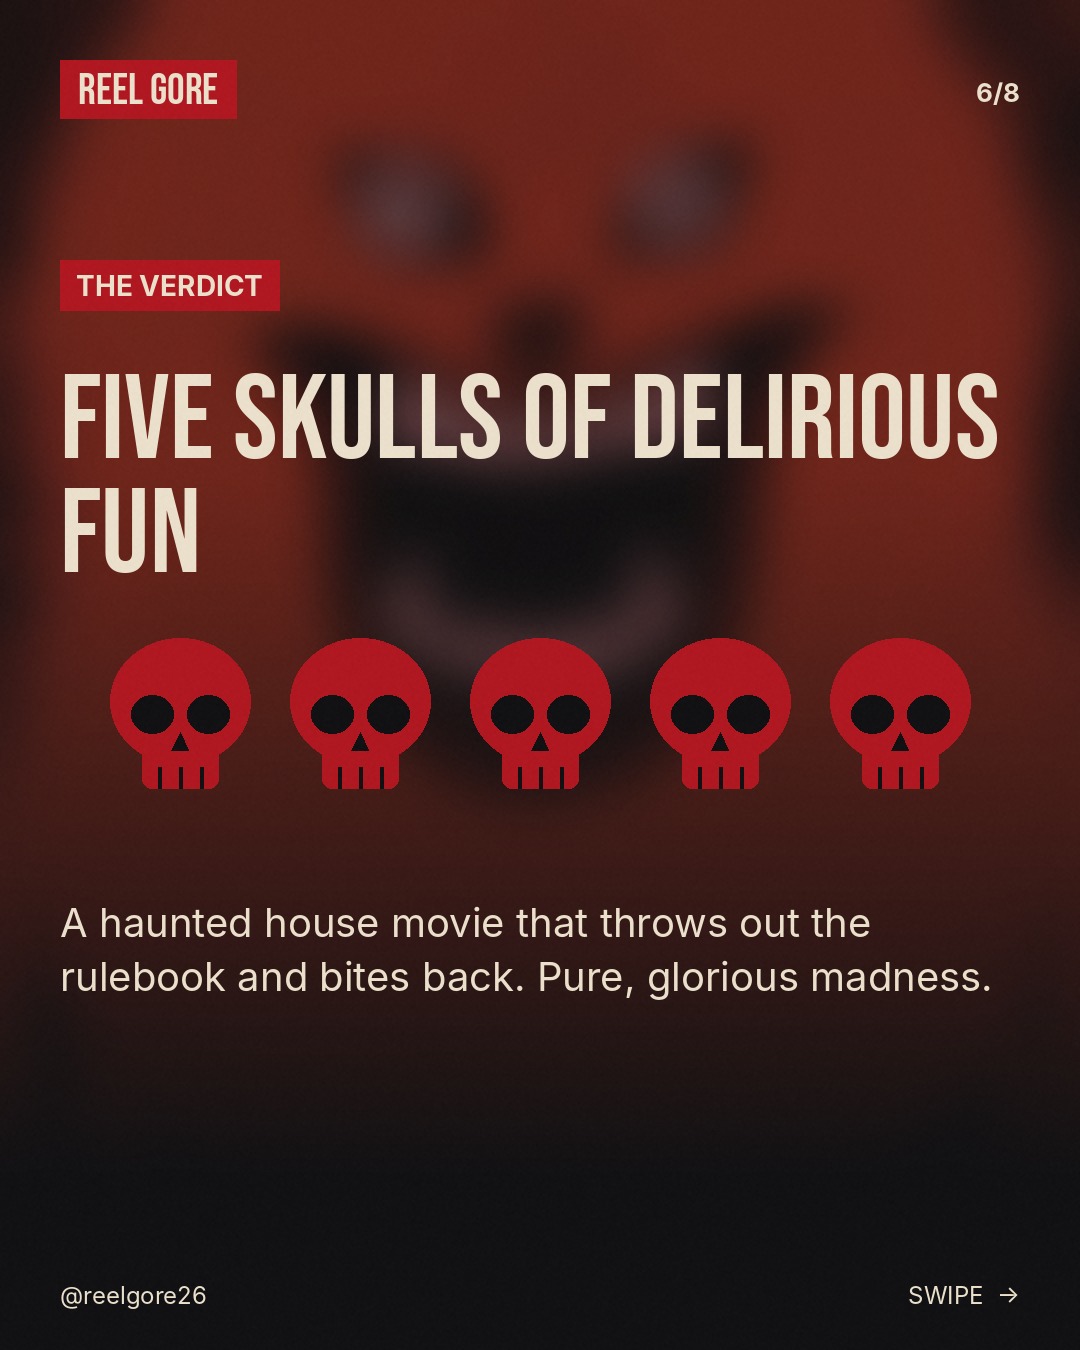 REEL GORE
6/8
THE VERDICT
FIVE SKULLS OF DELIRIOUS
FUN
A haunted house movie that throws out the
rulebook and bites back. Pure, glorious madness.
@reelgore26
SWIPE →